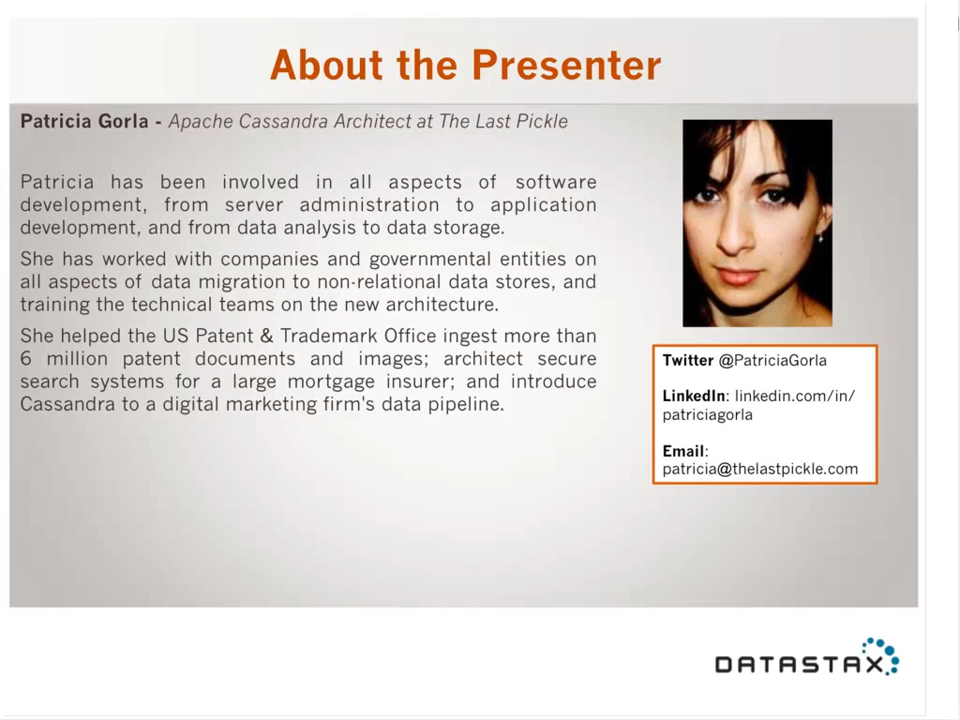 About the Presenter
Patricia Gorla - Apache Cassandra Architect at The Last Pickle
Patricia has been involved in all aspects of software
development, from server administration to application
development, and from data analysis to data storage.
She has worked with companies and governmental entities on
all aspects of data migration to non-relational data stores, and
training the technical teams on the new architecture.
She helped the US Patent & Trademark Office ingest more than
6 million patent documents and images; architect secure
search systems for a large mortgage insurer; and introduce
Cassandra to a digital marketing firm's data pipeline.
Twitter @PatriciaGorla
LinkedIn: linkedin.com/in/
patriciagorla
Email:
patricia@thelastpickle.com
DATASTAX